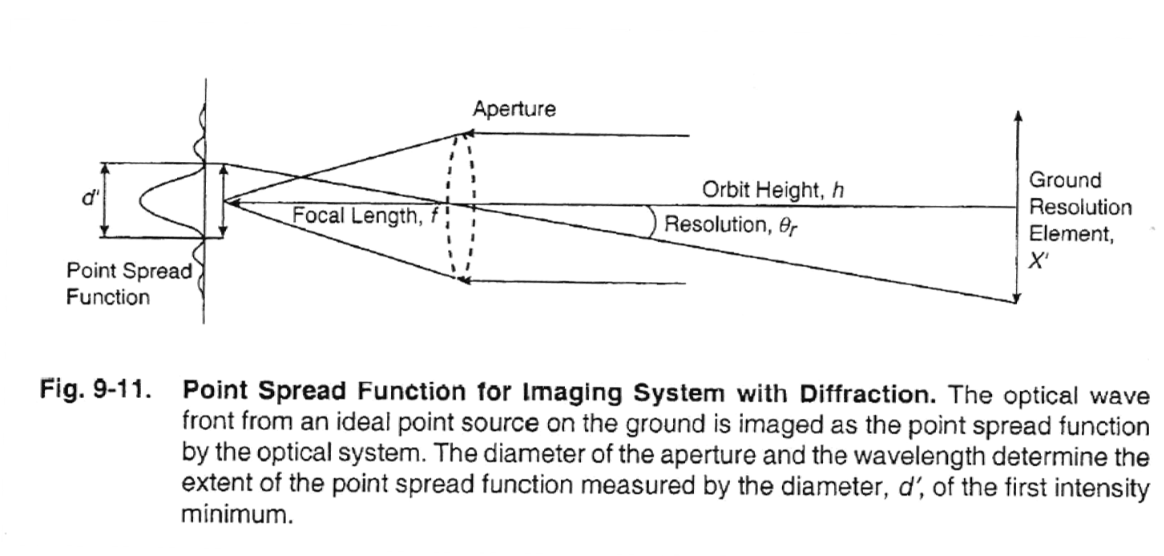 Aperture
d'
Focal Length, f
Orbit Height, h
Resolution, θr
Ground
Resolution
Element,
X'
Point Spread
Function
Fig. 9-11. Point Spread Function for Imaging System with Diffraction. The optical wave
front from an ideal point source on the ground is imaged as the point spread function
by the optical system. The diameter of the aperture and the wavelength determine the
extent of the point spread function measured by the diameter, d', of the first intensity
minimum.